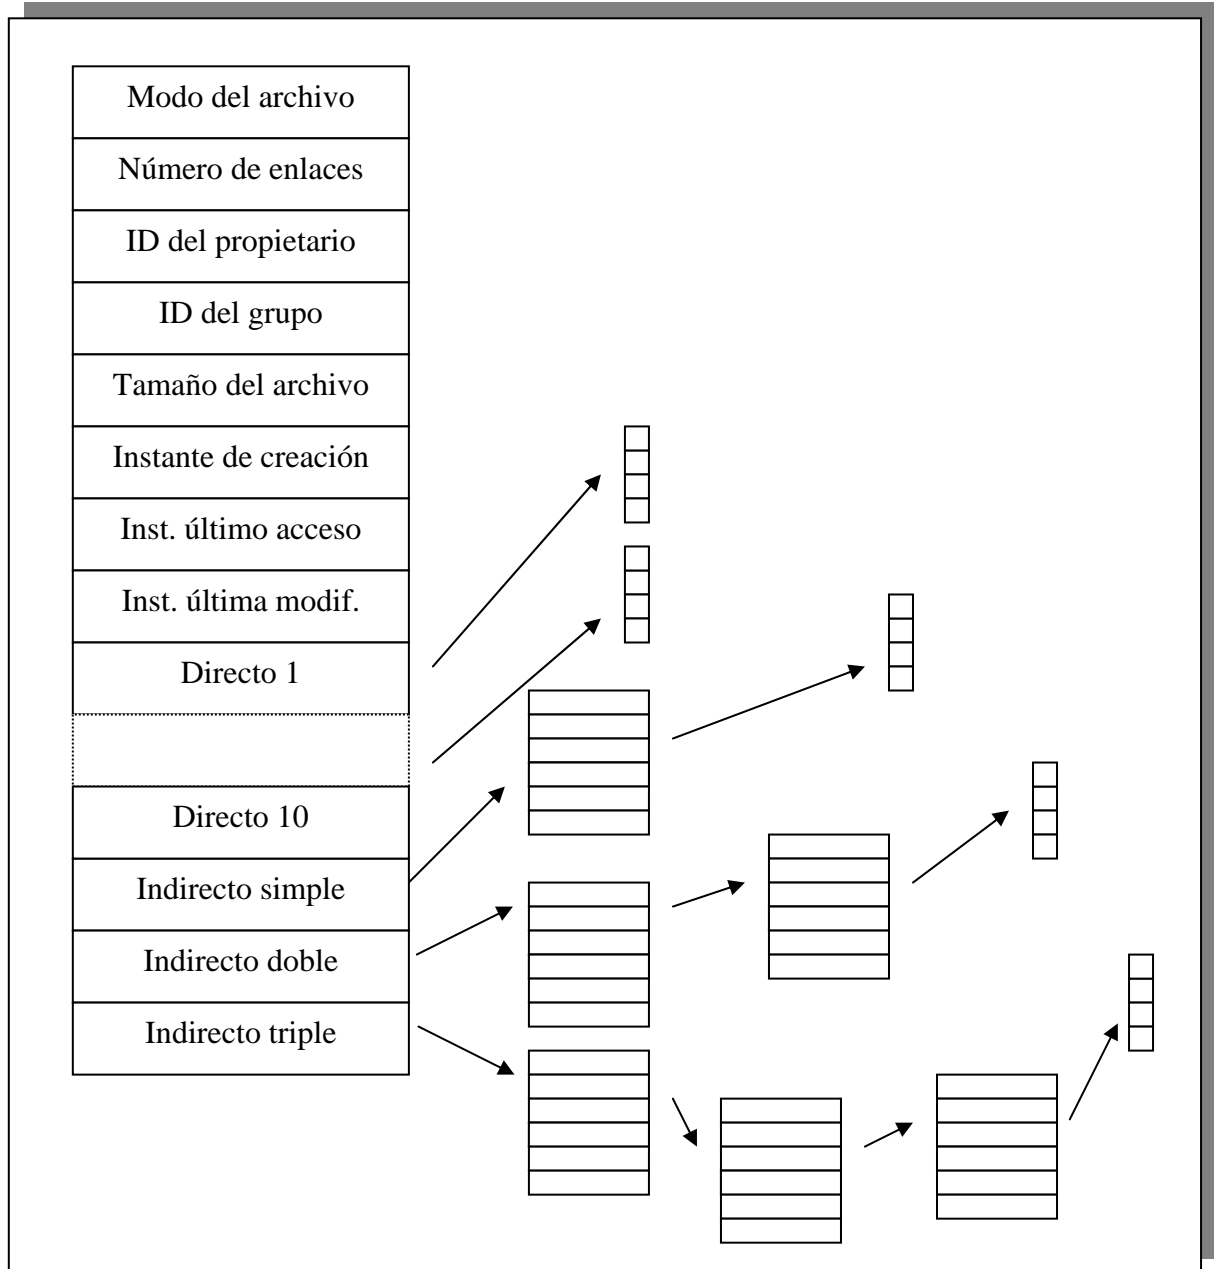 Modo del archivo
Número de enlaces
ID del propietario
ID del grupo
Tamaño del archivo
Instante de creación
Inst. último acceso
Inst. última modif.
Directo 1
Directo 10
Indirecto simple
Indirecto doble
Indirecto triple